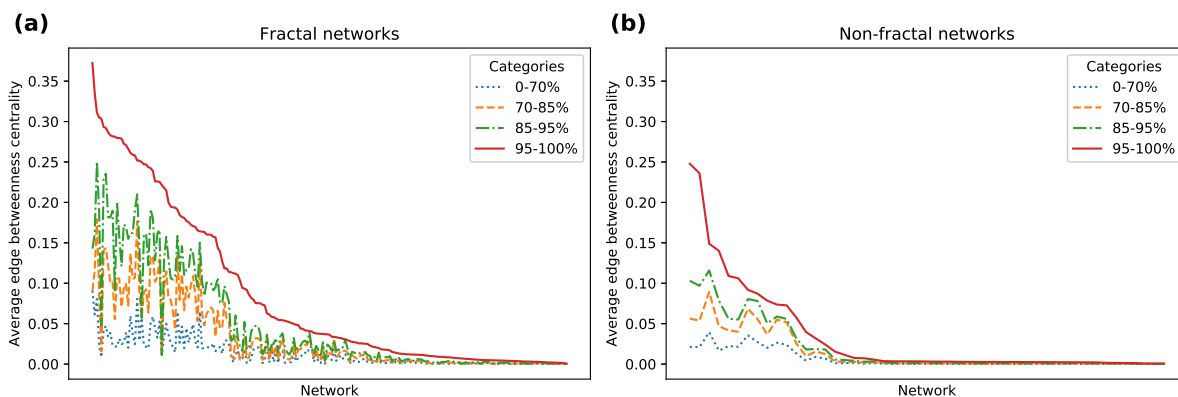 (a)
Fractal networks
Average edge betweenness centrality
0.35
0.30
0.25
0.20
0.15
0.10
0.05
0.00
Categories
0-70%
70-85%
85-95%
95-100%
Network
(b)
Non-fractal networks
Average edge betweenness centrality
0.35
0.30
0.25
0.20
0.15
0.10
0.05
0.00
Categories
0-70%
70-85%
85-95%
95-100%
Network